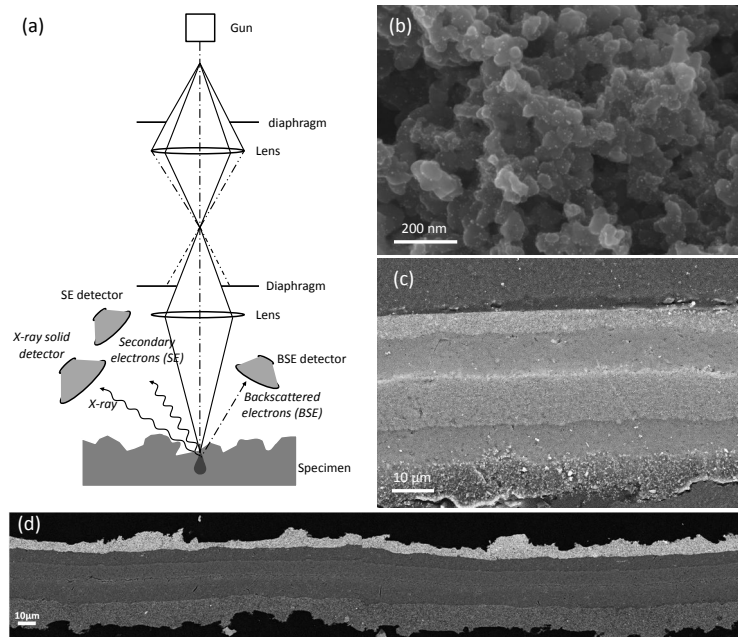 (a)
Gun
diaphragm
Lens
Diaphragm
Lens
SE detector
X-ray solid
detector
Secondary
electrons (SE)
X-ray
BSE detector
Backscattered
electrons (BSE)
Specimen
(b)
200 nm
(c)
10 µm
(d)
10µm